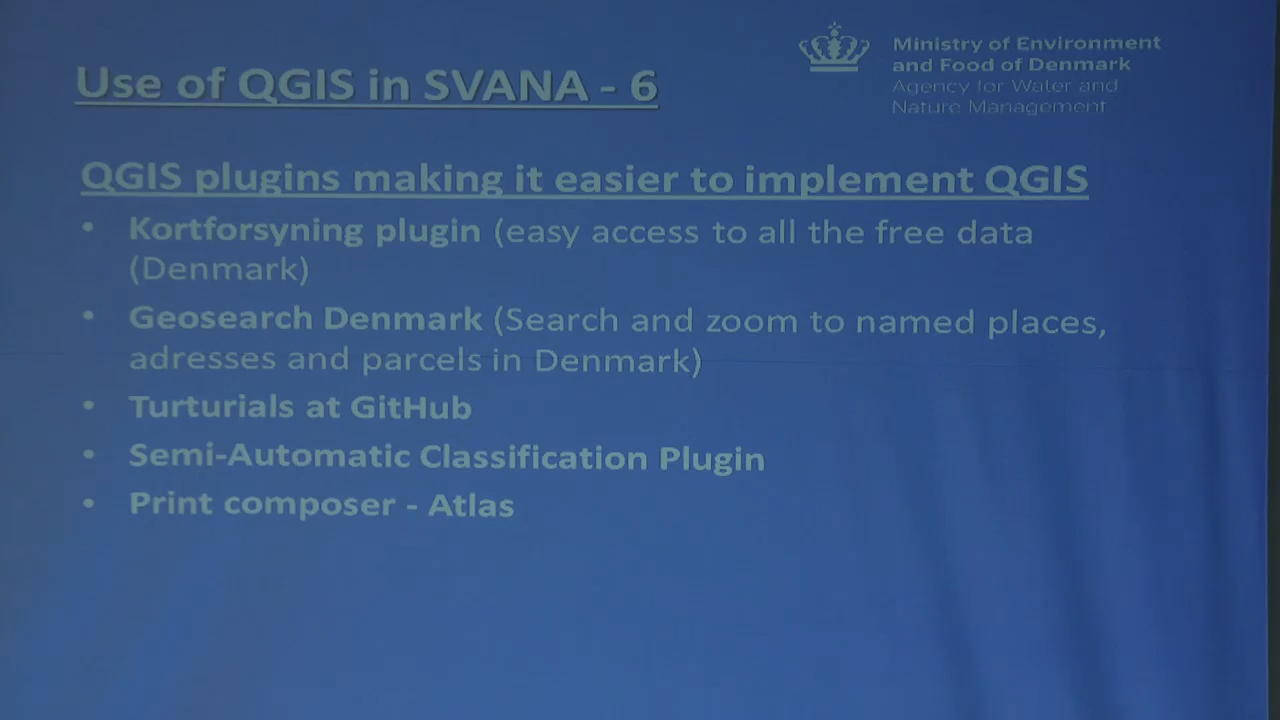 Ministry of Environment
and Food of Denmark
Agency for Water and
Nature Management
Use of QGIS in SVANA - 6
QGIS plugins making it easier to implement QGIS
• Kortforsyning plugin (easy access to all the free data
(Denmark)
• Geosearch Denmark (Search and zoom to named places,
adresses and parcels in Denmark)
• Turturials at GitHub
• Semi-Automatic Classification Plugin
• Print composer - Atlas